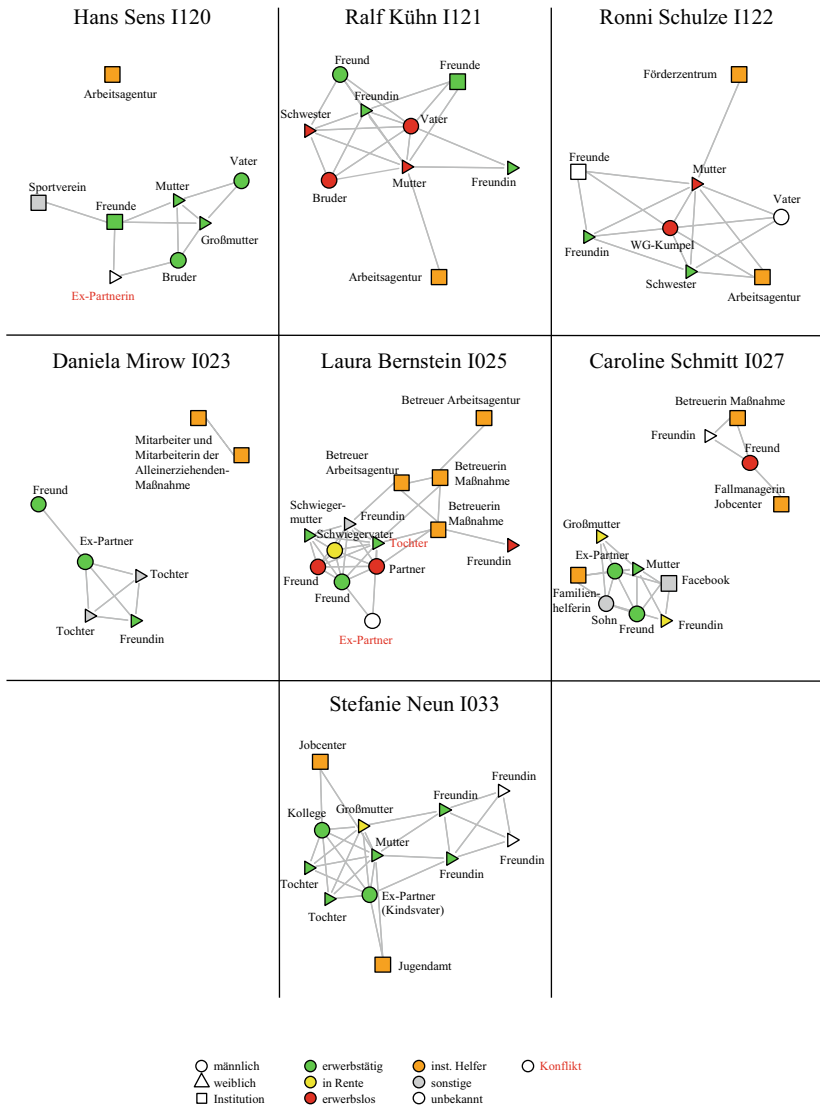 Hans Sens I120
Arbeitsagentur
Sportverein
Freunde
Mutter
Vater
Großmutter
Bruder
Ex-Partnerin
Ralf Kühn I121
Freund
Freunde
Freundin
Schwester
Vater
Bruder
Mutter
Freundin
Arbeitsagentur
Ronni Schulze I122
Förderzentrum
Freunde
Mutter
Vater
WG-Kumpel
Freundin
Schwester
Arbeitsagentur
Daniela Mirow I023
Mitarbeiter und
Mitarbeiterin der
Alleinerziehenden-
Maßnahme
Freund
Ex-Partner
Tochter
Tochter
Freundin
Laura Bernstein I025
Betreuer Arbeitsagentur
Betreuer
Arbeitsagentur
Betreuerin
Maßnahme
Betreuerin
Maßnahme
Schwieger-
mutter
Freundin
Schwiegervater
Tochter
Freundin
Freund
Partner
Freund
Ex-Partner
Caroline Schmitt I027
Betreuerin Maßnahme
Freundin
Freund
Fallmanagerin
Jobcenter
Großmutter
Ex-Partner
Mutter
Facebook
Familien-
helferin
Sohn
Freund
Freundin
Stefanie Neun I033
Jobcenter
Freundin
Freundin
Kollege
Großmutter
Mutter
Freundin
Freundin
Tochter
Tochter
Ex-Partner
(Kindsvater)
Jugendamt
männlich
weiblich
Institution
erwerbstätig
in Rente
erwerbslos
inst. Helfer
sonstige
unbekannt
Konflikt